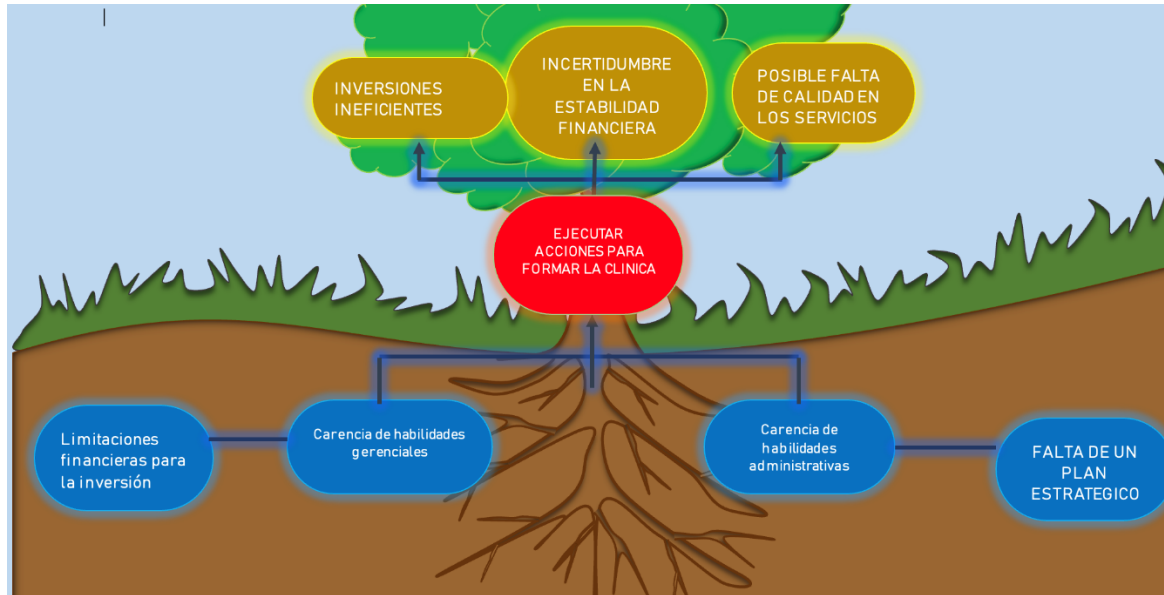 INVERSIONES
INEFICIENTES
INCERTIDUMBRE
EN LA
ESTABILIDAD
FINANCIERA
POSIBLE FALTA
DE CALIDAD EN
LOS SERVICIOS
EJECUTAR
ACCIONES PARA
FORMAR LA CLINICA
Limitaciones
financieras para
la inversión
Carencia de habilidades
gerenciales
Carencia de
habilidades
administrativas
FALTA DE UN
PLAN
ESTRATEGICO